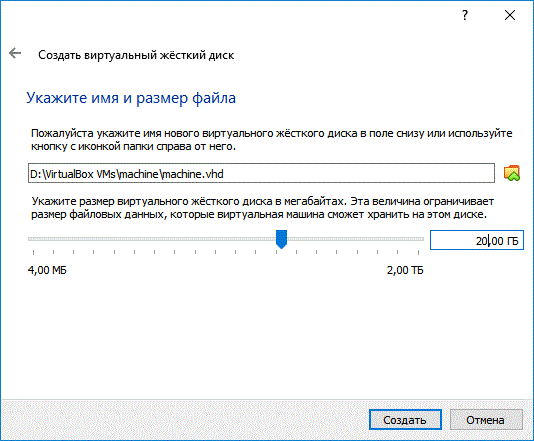 ?
Создать виртуальный жёсткий диск
Укажите имя и размер файла
Пожалуйста укажите имя нового виртуального жёсткого диска в поле снизу или используйте
кнопку с иконкой папки справа от него.
D:\VirtualBox VMs\machine\machine.vhd
Укажите размер виртуального жёсткого диска в мегабайтах. Эта величина ограничивает
размер файловых данных, которые виртуальная машина сможет хранить на этом диске.
20,00 ГБ
4,00 МБ 2,00 ТБ
Создать Отмена